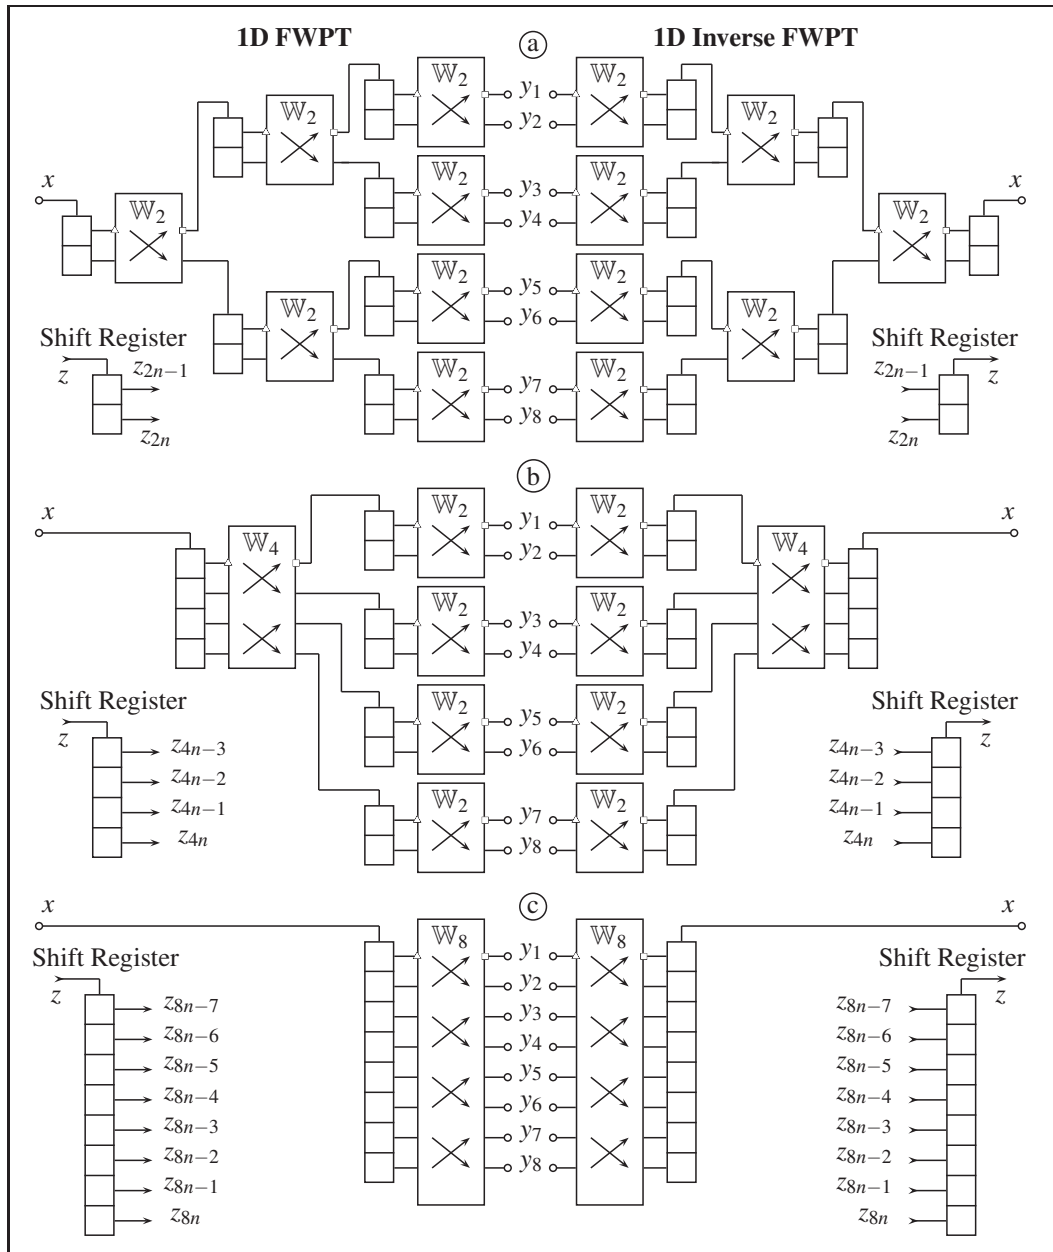 1D FWPT a 1D Inverse FWPT
𝕎2 𝕎2 y1 𝕎2 𝕎2
y2
x 𝕎2 𝕎2 y3 𝕎2 𝕎2 x
y4
𝕎2 𝕎2 y5 𝕎2 𝕎2
y6
Shift Register Shift Register
z z2n−1 𝕎2 y7 𝕎2 z2n−1 z
z2n y8 z2n
b
x 𝕎4 𝕎2 y1 𝕎2 𝕎4 x
y2
𝕎2 y3 𝕎2
y4
Shift Register 𝕎2 y5 𝕎2 Shift Register
z z4n−3 y6 z4n−3 z
z4n−2 z4n−2
z4n−1 𝕎2 y7 𝕎2 z4n−1
z4n y8 z4n
c
x 𝕎8 𝕎8 x
Shift Register y1 Shift Register
z y2 z
z8n−7 y3 z8n−7
z8n−6 y4 z8n−6
z8n−5 y5 z8n−5
z8n−4 y6 z8n−4
z8n−3 y7 z8n−3
z8n−2 y8 z8n−2
z8n−1 z8n−1
z8n z8n